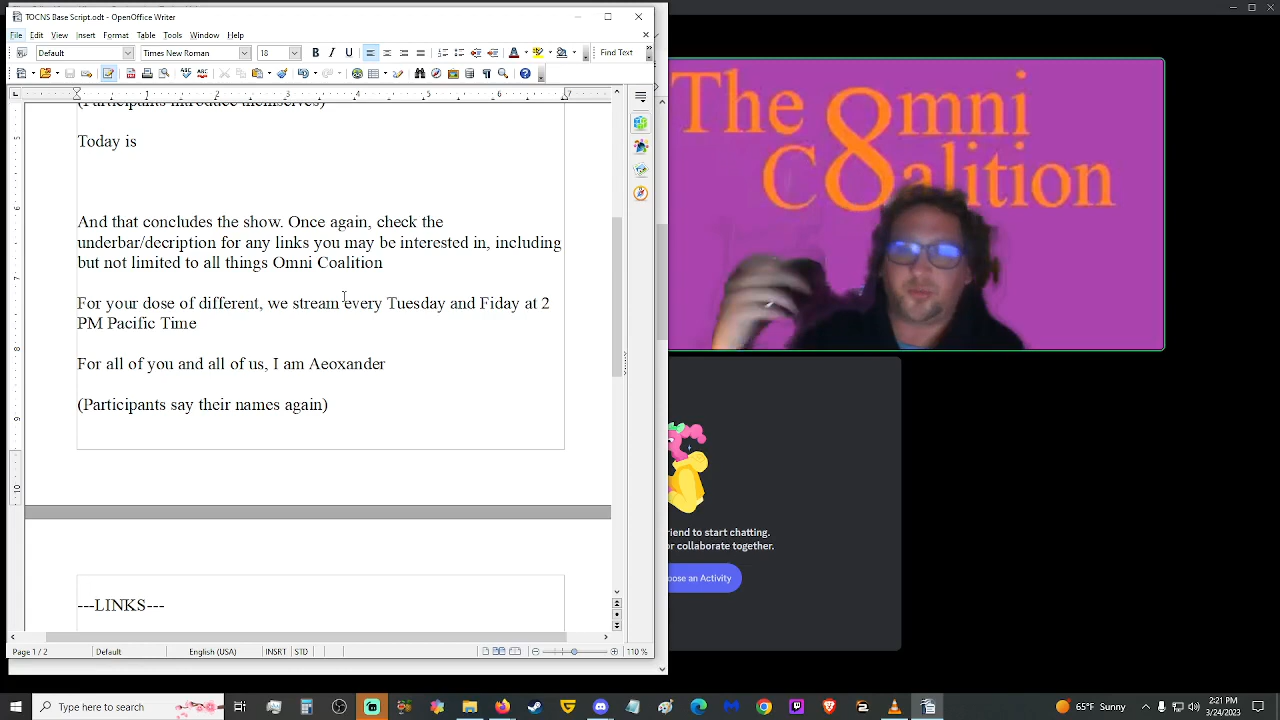 TOCNS Base Script.odt - OpenOffice Writer
File Edit View Insert Format Table Tools Window Help
Default Times New Roman 18 Find Text
(Participants introduce themselves)
Today is
And that concludes the show. Once again, check the
underbar/decription for any links you may be interested in, including
but not limited to all things Omni Coalition
For your dose of different, we stream every Tuesday and Fiday at 2
PM Pacific Time
For all of you and all of us, I am Aeoxander
(Participants say their names again)
---LINKS---
Page 1 / 2 Default English (USA) INSRT STD 110 %
The 8mni
C8alition
riend to start chatting.
or collaborate together.
oose an Activity
Type here to search
65°F Sunny
2:21 PM
3/24/2023